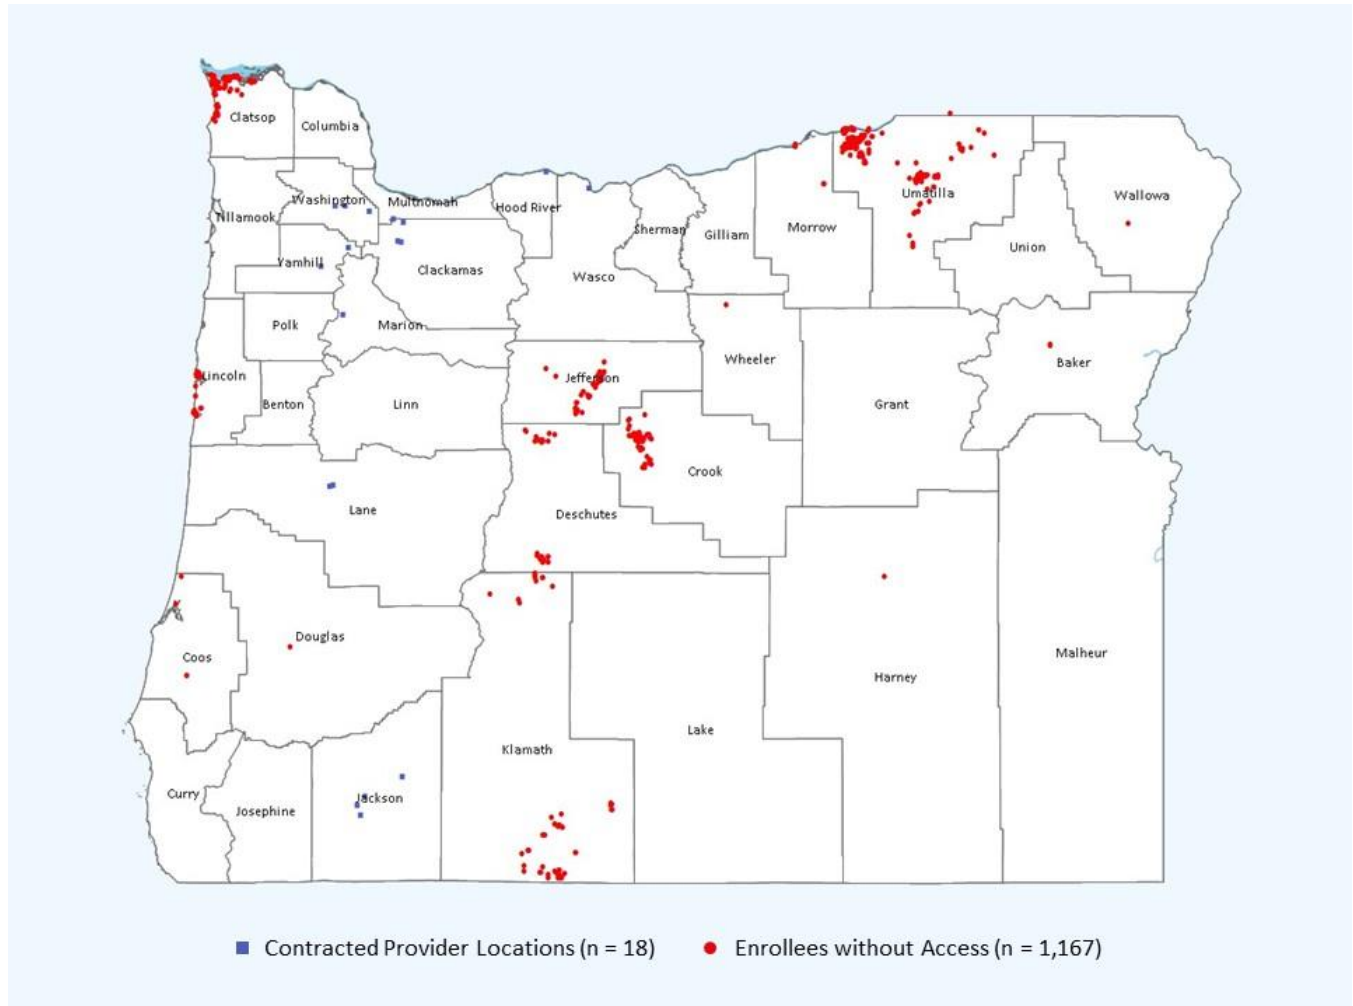 Clatsop
Columbia
Washington
Multnomah
Hood River
Tillamook
Sherman
Gilliam
Morrow
Umatilla
Wallowa
Union
Yamhill
Clackamas
Wasco
Polk
Marion
Wheeler
Baker
Lincoln
Jefferson
Benton
Linn
Grant
Crook
Lane
Deschutes
Douglas
Coos
Malheur
Harney
Lake
Klamath
Curry
Jackson
Josephine
Contracted Provider Locations (n = 18)
Enrollees without Access (n = 1,167)